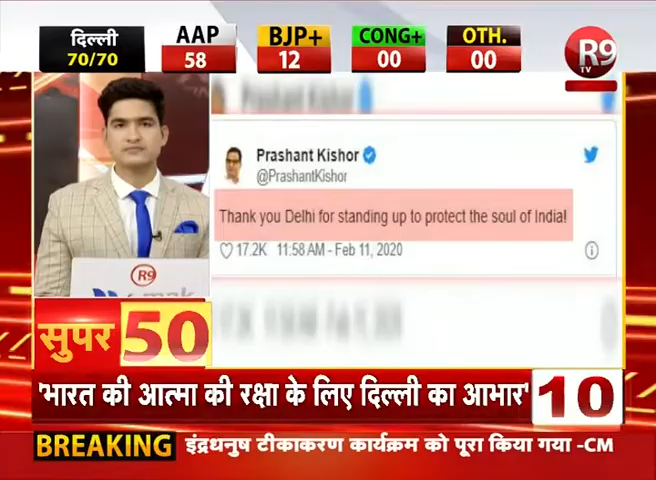 दिल्ली
70/70
AAP
58
BJP+
12
CONG+
00
OTH.
00
R9
TV
Prashant Kishor
@PrashantKishor
Thank you Delhi for standing up to protect the soul of India!
17.2K 11:58 AM - Feb 11, 2020
R9
सुपर 50
'भारत की आत्मा की रक्षा के लिए दिल्ली का आभार' 10
BREAKING इंद्रधनुष टीकाकरण कार्यक्रम को पूरा किया गया -CM